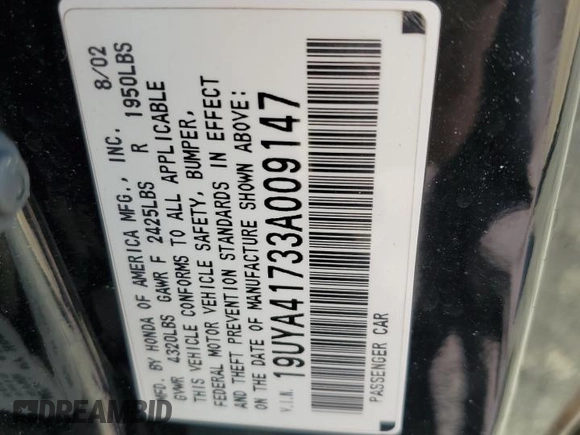 MFD. BY HONDA OF AMERICA MFG., INC. 8/02
GVWR 4320LBS GAWR F 2425LBS R 1950LBS
THIS VEHICLE CONFORMS TO ALL APPLICABLE
FEDERAL MOTOR VEHICLE SAFETY, BUMPER,
AND THEFT PREVENTION STANDARDS IN EFFECT
ON THE DATE OF MANUFACTURE SHOWN ABOVE:
V.I.N. 19UYA41733A009147
PASSENGER CAR
DREAMBID